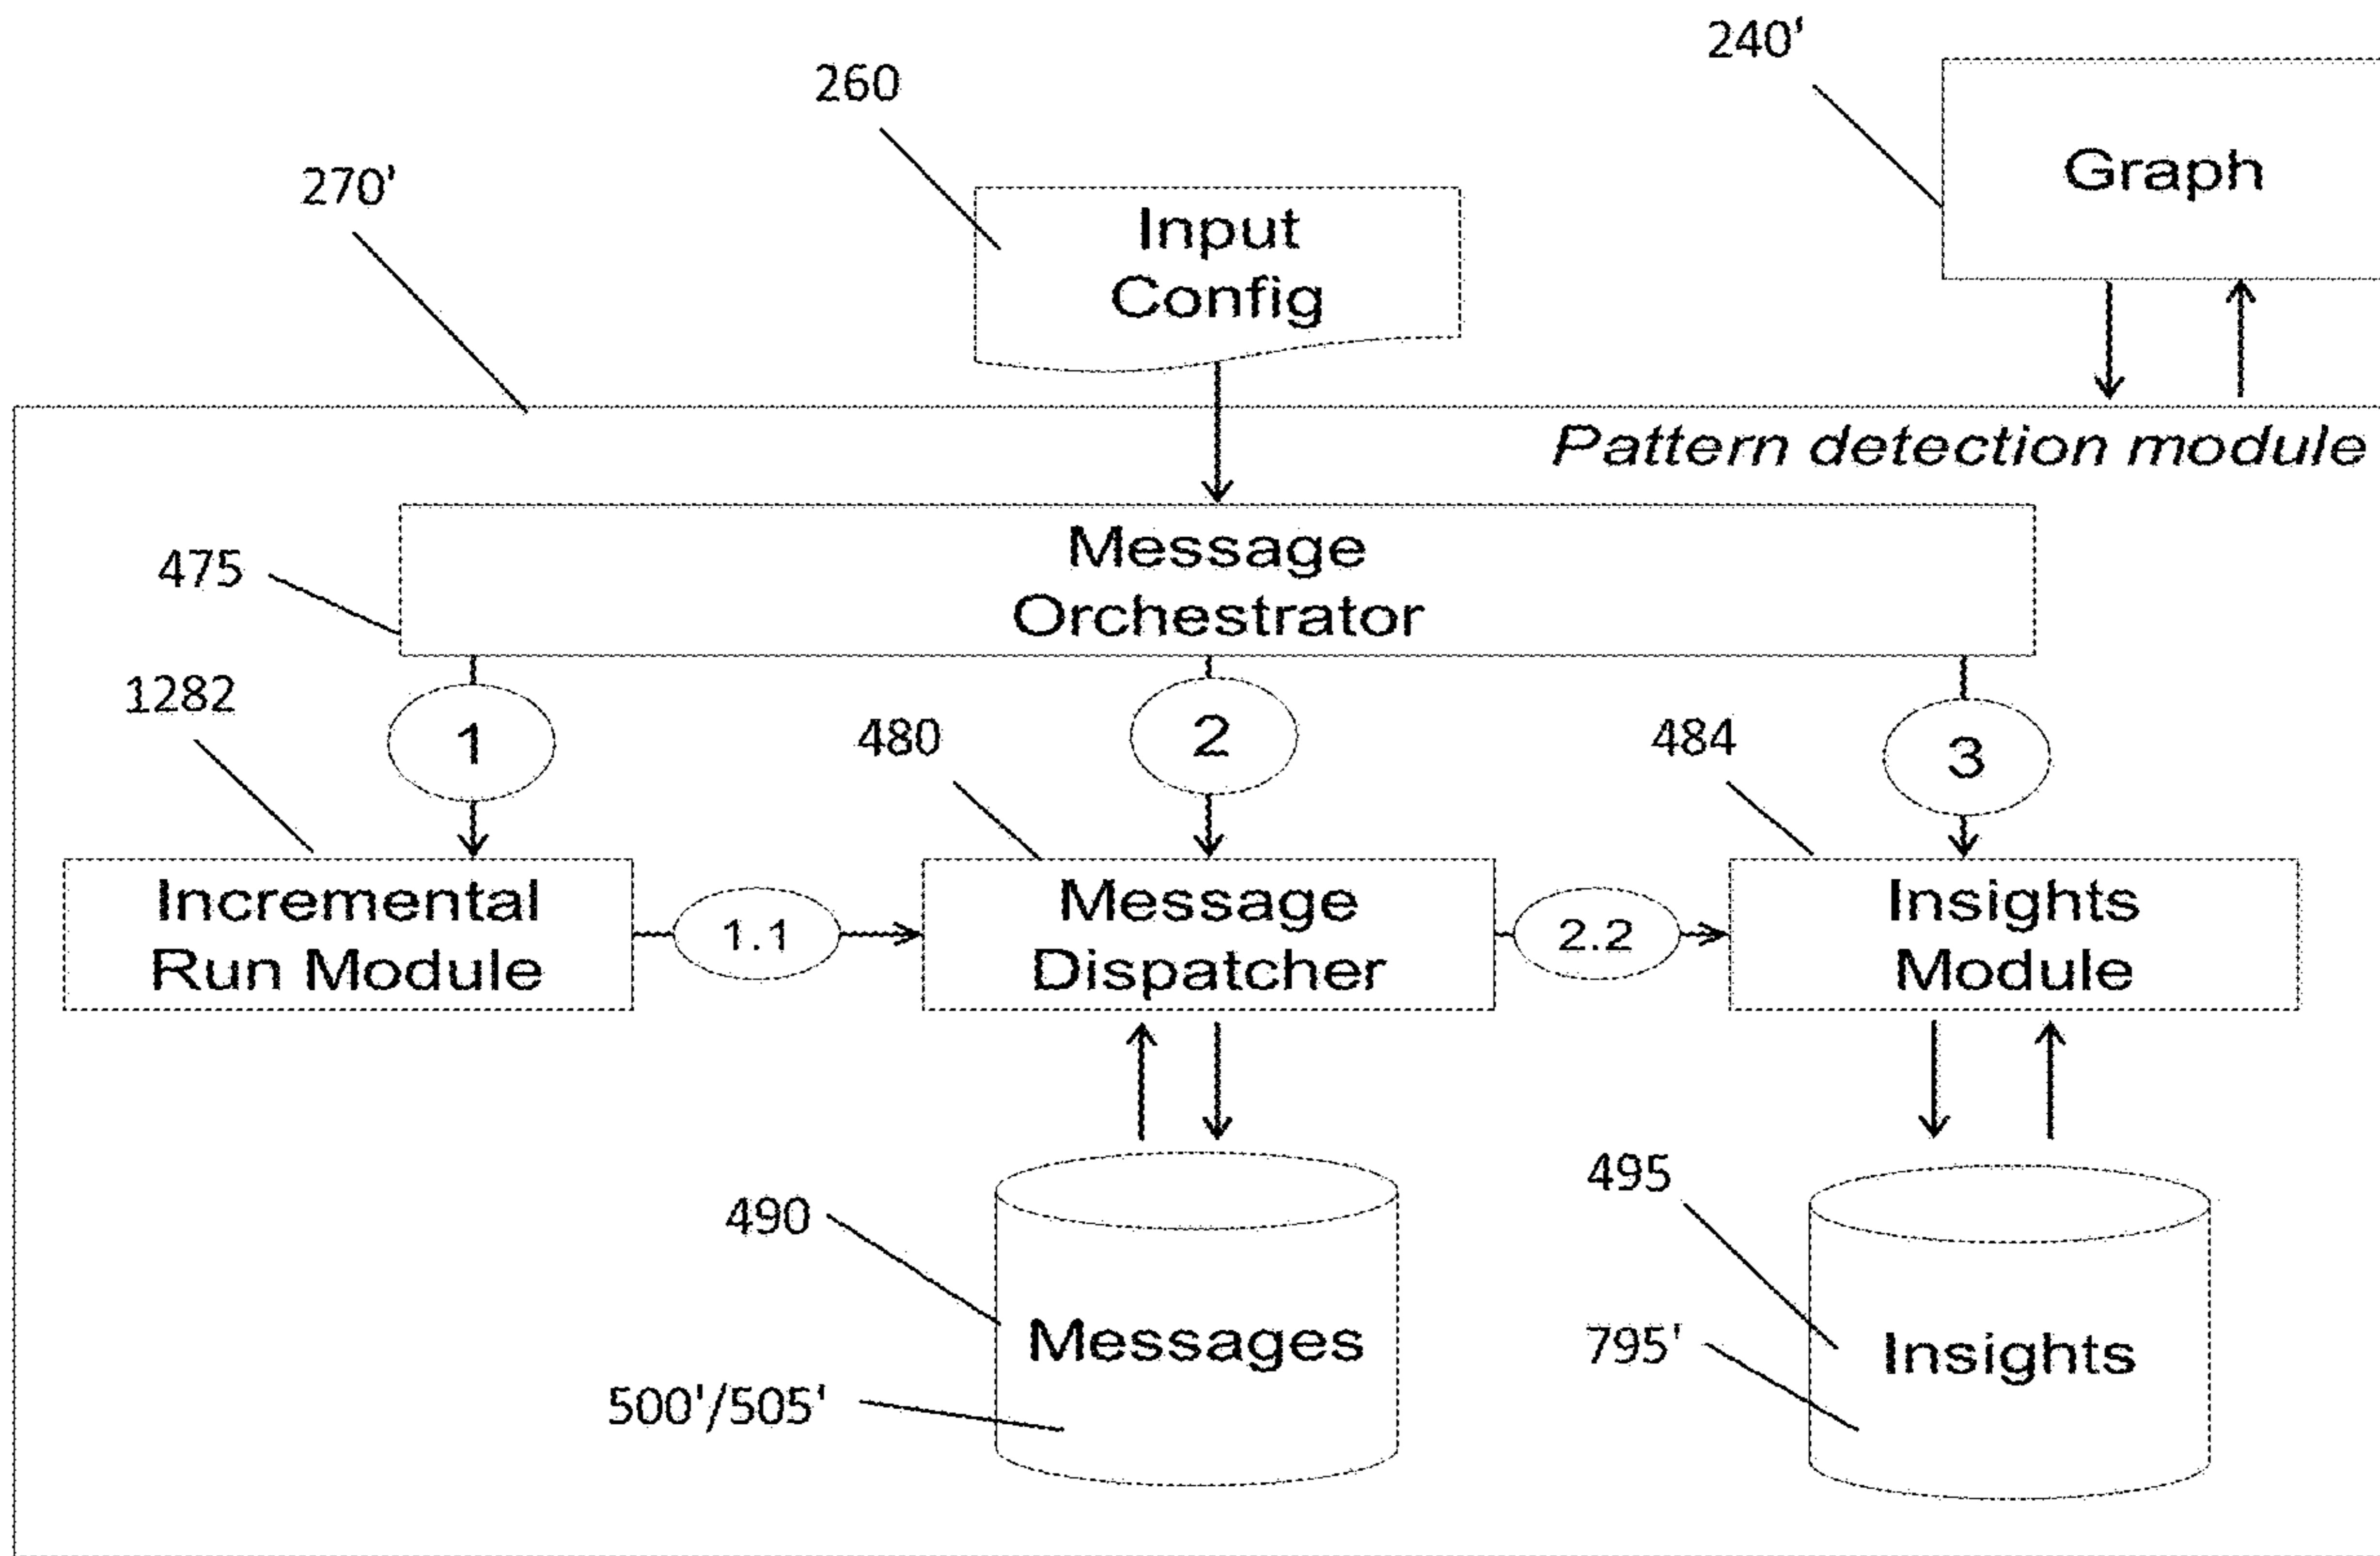 240'
260
Graph
270'
Input
Config
Pattern detection module
Message
Orchestrator
475
1282
1
2
3
480
484
Incremental
Run Module
1.1
Message
Dispatcher
2.2
Insights
Module
490
495
Messages
Insights
795'
500'/505'